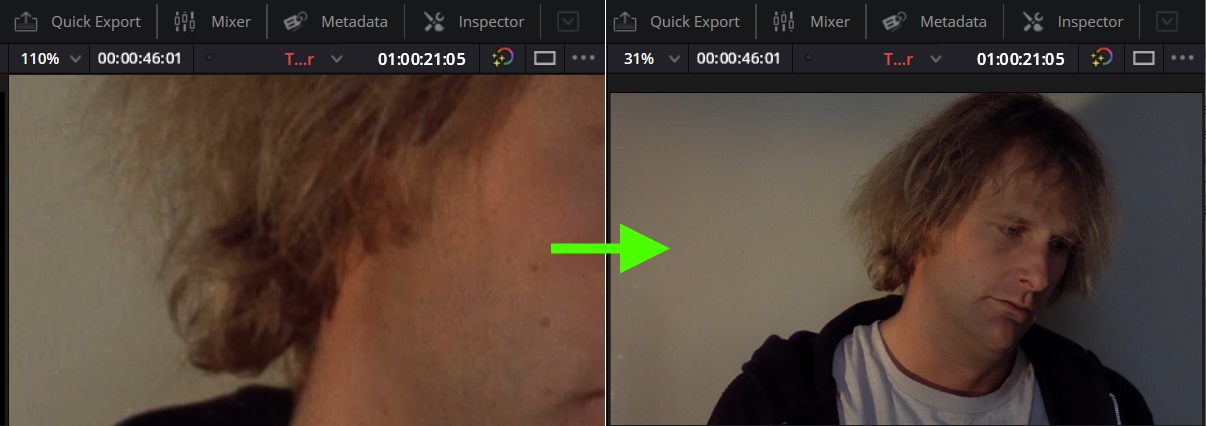 Quick Export Mixer Metadata Inspector
110% 00:00:46:01 T...r 01:00:21:05
Quick Export Mixer Metadata Inspector
31% 00:00:46:01 T...r 01:00:21:05